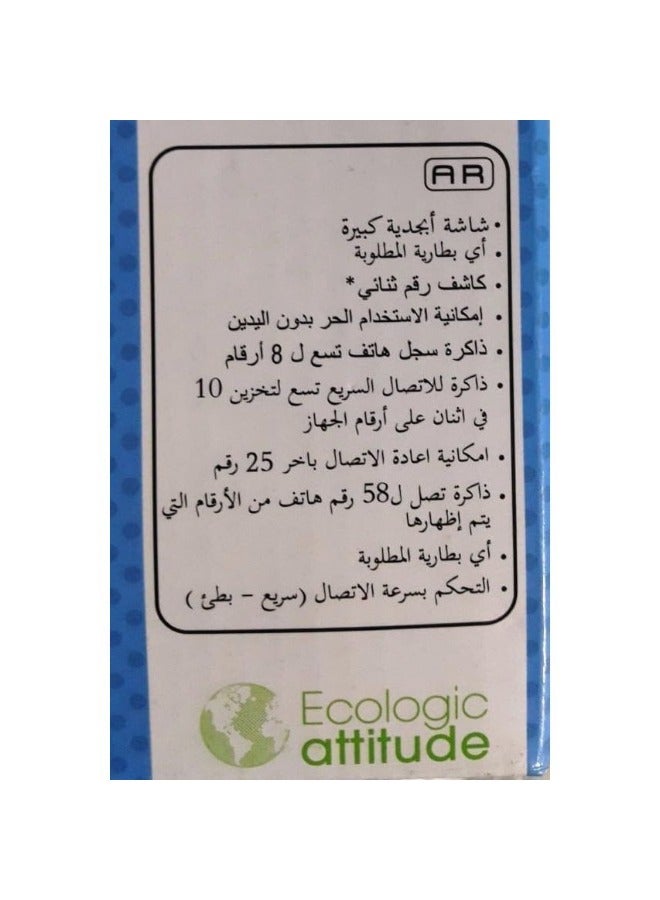 AR
• شاشة أبجدية كبيرة
• أي بطارية المطلوبة
• كاشف رقم ثنائي*
• إمكانية الاستخدام الحر بدون اليدين
• ذاكرة سجل هاتف تسع ل 8 أرقام
• ذاكرة للاتصال السريع تسع لتخزين 10
في اثنان على أرقام الجهاز
• امكانية اعادة الاتصال باخر 25 رقم
• ذاكرة تصل ل58 رقم هاتف من الأرقام التي
يتم إظهارها
• أي بطارية المطلوبة
• التحكم بسرعة الاتصال (سريع - بطئ )
Ecologic
attitude